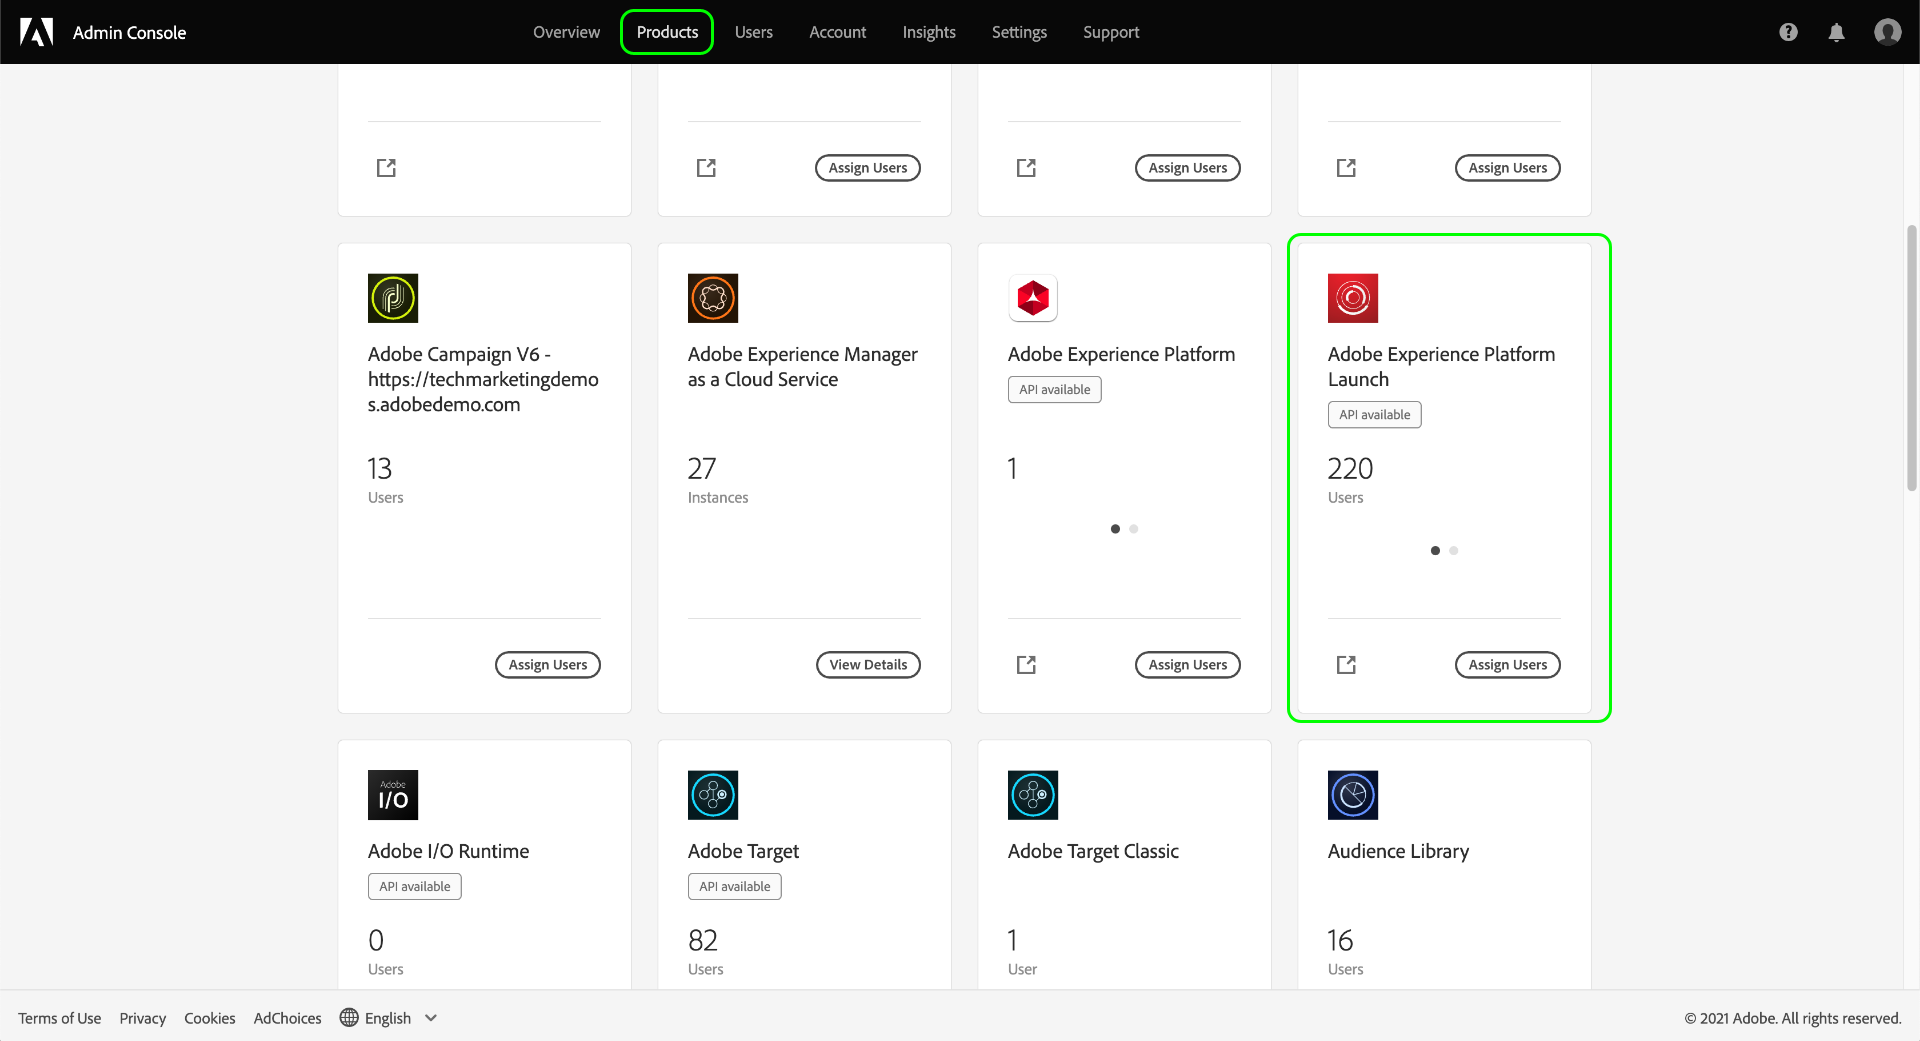 Admin Console
Overview Products Users Account Insights Settings Support
Assign Users Assign Users Assign Users
Adobe Campaign V6 -
https://techmarketingdemo
s.adobedemo.com
13
Users
Assign Users
Adobe Experience Manager
as a Cloud Service
27
Instances
View Details
Adobe Experience Platform
API available
1
Assign Users
Adobe Experience Platform
Launch
API available
220
Users
Assign Users
Adobe
I/O
Adobe I/O Runtime
API available
0
Users
Adobe Target
API available
82
Users
Adobe Target Classic
1
User
Audience Library
16
Users
Terms of Use Privacy Cookies AdChoices English © 2021 Adobe. All rights reserved.